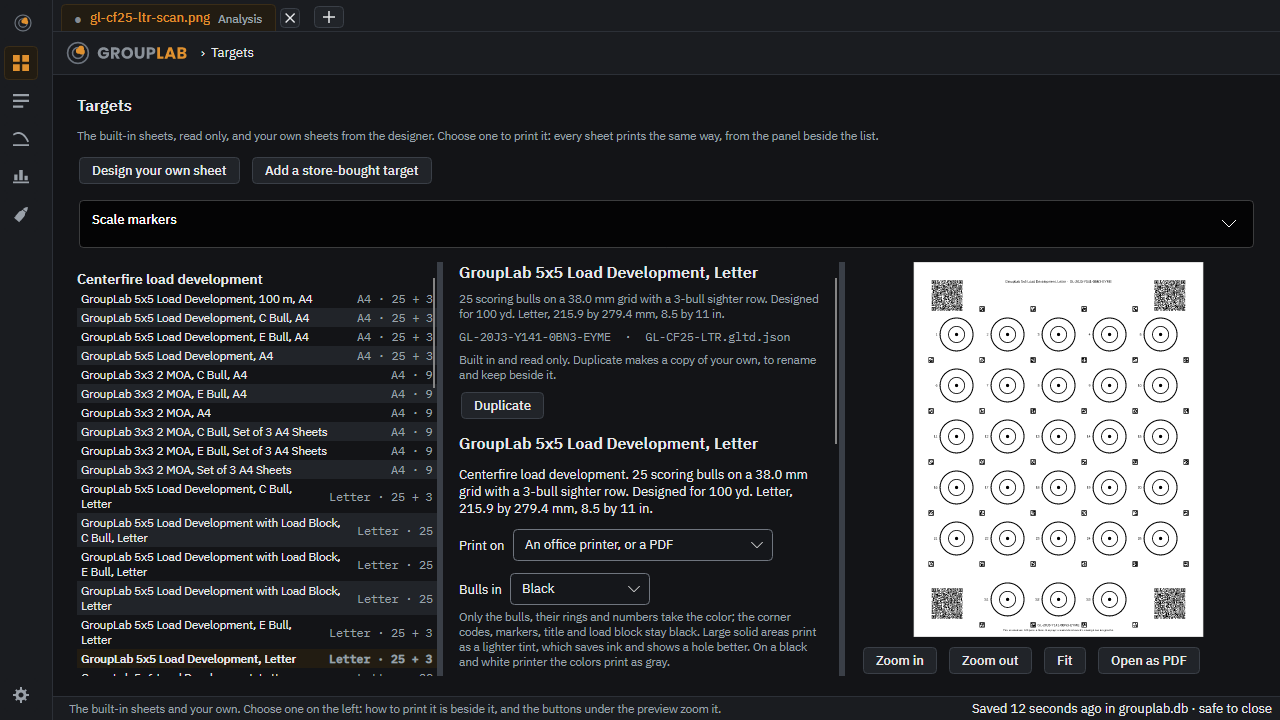 gl-cf25-ltr-scan.png Analysis
GROUPLAB › Targets
Targets
The built-in sheets, read only, and your own sheets from the designer. Choose one to print it: every sheet prints the same way, from the panel beside the list.
Design your own sheet
Add a store-bought target
Scale markers
Centerfire load development
GroupLab 5x5 Load Development, 100 m, A4 A4 · 25 + 3
GroupLab 5x5 Load Development, C Bull, A4 A4 · 25 + 3
GroupLab 5x5 Load Development, E Bull, A4 A4 · 25 + 3
GroupLab 5x5 Load Development, A4 A4 · 25 + 3
GroupLab 3x3 2 MOA, C Bull, A4 A4 · 9
GroupLab 3x3 2 MOA, E Bull, A4 A4 · 9
GroupLab 3x3 2 MOA, A4 A4 · 9
GroupLab 3x3 2 MOA, C Bull, Set of 3 A4 Sheets A4 · 9
GroupLab 3x3 2 MOA, E Bull, Set of 3 A4 Sheets A4 · 9
GroupLab 3x3 2 MOA, Set of 3 A4 Sheets A4 · 9
GroupLab 5x5 Load Development, C Bull,
Letter Letter · 25 + 3
GroupLab 5x5 Load Development with Load Block,
C Bull, Letter Letter · 25
GroupLab 5x5 Load Development with Load Block,
E Bull, Letter Letter · 25
GroupLab 5x5 Load Development with Load Block,
Letter Letter · 25
GroupLab 5x5 Load Development, E Bull,
Letter Letter · 25 + 3
GroupLab 5x5 Load Development, Letter Letter · 25 + 3
GroupLab 5x5 Load Development, Letter
25 scoring bulls on a 38.0 mm grid with a 3-bull sighter row. Designed
for 100 yd. Letter, 215.9 by 279.4 mm, 8.5 by 11 in.
GL-20J3-Y141-0BN3-EYME · GL-CF25-LTR.gltd.json
Built in and read only. Duplicate makes a copy of your own, to rename
and keep beside it.
Duplicate
GroupLab 5x5 Load Development, Letter
Centerfire load development. 25 scoring bulls on a 38.0 mm
grid with a 3-bull sighter row. Designed for 100 yd. Letter,
215.9 by 279.4 mm, 8.5 by 11 in.
Print on An office printer, or a PDF
Bulls in Black
Only the bulls, their rings and numbers take the color; the corner
codes, markers, title and load block stay black. Large solid areas print
as a lighter tint, which saves ink and shows a hole better. On a black
and white printer the colors print as gray.
Zoom in
Zoom out
Fit
Open as PDF
The built-in sheets and your own. Choose one on the left: how to print it is beside it, and the buttons under the preview zoom it.
Saved 12 seconds ago in grouplab.db · safe to close